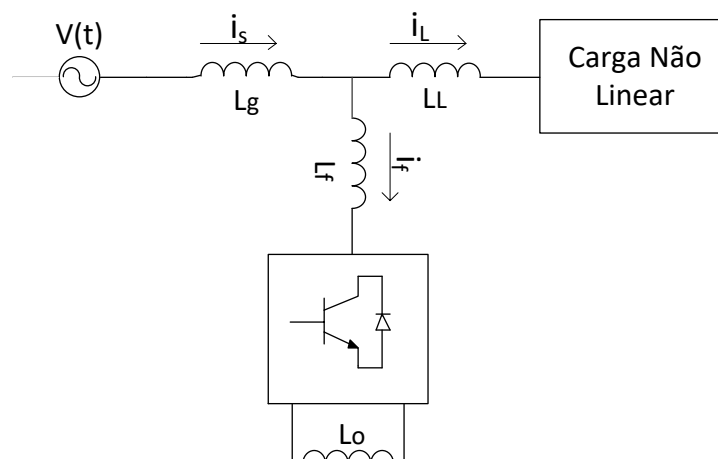 V(t)
is
iL
Lg
LL
Carga Não
Linear
Lf
if
Lo